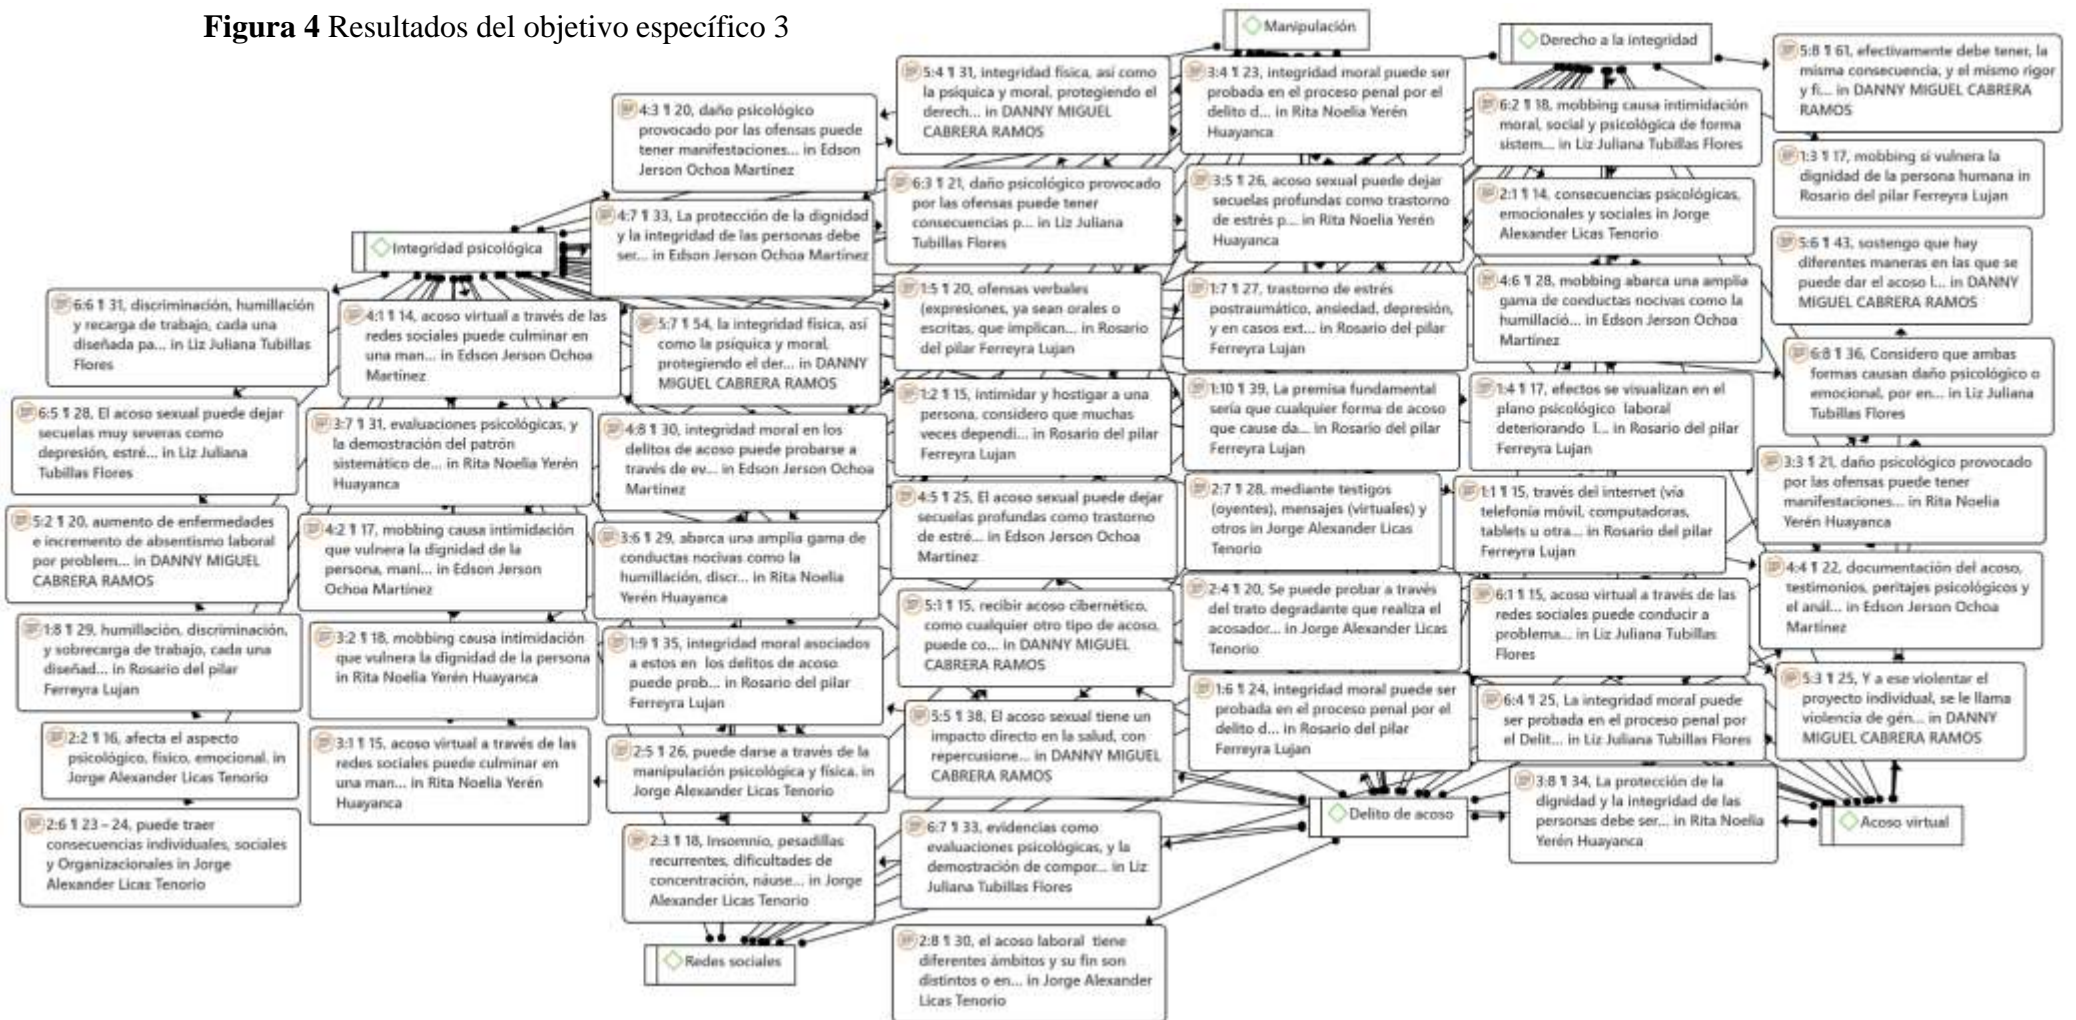 Figura 4 Resultados del objetivo específico 3
Manipulación
Derecho a la integridad
Integridad psicológica
6:6 ¶ 31, discriminación, humillación
y recarga de trabajo, cada una
diseñada pa... in Liz Juliana Tubillas
Flores
6:5 ¶ 28, El acoso sexual puede dejar
secuelas muy severas como
depresión, estré... in Liz Juliana
Tubillas Flores
5:2 ¶ 20, aumento de enfermedades
e incremento de absentismo laboral
por problem... in DANNY MIGUEL
CABRERA RAMOS
1:8 ¶ 29, humillación, discriminación,
y sobrecarga de trabajo, cada una
diseñad... in Rosario del pilar
Ferreyra Lujan
2:2 ¶ 16, afecta el aspecto
psicológico, fisico, emocional. in
Jorge Alexander Licas Tenorio
2:6 ¶ 23 – 24, puede traer
consecuencias individuales, sociales
y Organizacionales in Jorge
Alexander Licas Tenorio
4:1 ¶ 14, acoso virtual a través de las
redes sociales puede culminar en
una man... in Edson Jerson Ochoa
Martínez
3:7 ¶ 31, evaluaciones psicológicas, y
la demostración del patrón
sistemático de... in Rita Noelia Yerén
Huayanca
4:2 ¶ 17, mobbing causa intimidación
que vulnera la dignidad de la
persona, mani... in Edson Jerson
Ochoa Martínez
3:2 ¶ 18, mobbing causa intimidación
que vulnera la dignidad de la persona
in Rita Noelia Yerén Huayanca
3:1 ¶ 15, acoso virtual a través de las
redes sociales puede culminar en
una man... in Rita Noelia Yerén
Huayanca
4:3 ¶ 20, daño psicológico
provocado por las ofensas puede
tener manifestaciones... in Edson
Jerson Ochoa Martínez
4:7 ¶ 33, La protección de la dignidad
y la integridad de las personas debe
ser... in Edson Jerson Ochoa Martínez
5:7 ¶ 54, la integridad física, así
como la psíquica y moral,
protegiendo el der... in DANNY
MIGUEL CABRERA RAMOS
4:8 ¶ 30, integridad moral en los
delitos de acoso puede probarse a
través de ev... in Edson Jerson Ochoa
Martínez
3:6 ¶ 29, abarca una amplia gama de
conductas nocivas como la
humillación, discr... in Rita Noelia
Yerén Huayanca
1:9 ¶ 35, integridad moral asociados
a estos en los delitos de acoso
puede prob... in Rosario del pilar
Ferreyra Lujan
2:5 ¶ 26, puede darse a través de la
manipulación psicológica y física. in
Jorge Alexander Licas Tenorio
2:3 ¶ 18, Insomnio, pesadillas
recurrentes, dificultades de
concentración, náuse... in Jorge
Alexander Licas Tenorio
Redes sociales
5:4 ¶ 31, integridad física, así como
la psíquica y moral, protegiendo el
derech... in DANNY MIGUEL
CABRERA RAMOS
6:3 ¶ 21, daño psicológico provocado
por las ofensas puede tener
consecuencias p... in Liz Juliana
Tubillas Flores
1:5 ¶ 20, ofensas verbales
(expresiones, ya sean orales o
escritas, que implican... in Rosario
del pilar Ferreyra Lujan
1:2 ¶ 15, intimidar y hostigar a una
persona, considero que muchas
veces dependi... in Rosario del pilar
Ferreyra Lujan
4:5 ¶ 25, El acoso sexual puede dejar
secuelas profundas como trastorno
de estré... in Edson Jerson Ochoa
Martínez
5:1 ¶ 15, recibir acoso cibernético,
como cualquier otro tipo de acoso,
puede co... in DANNY MIGUEL
CABRERA RAMOS
5:5 ¶ 38, El acoso sexual tiene un
impacto directo en la salud, con
repercusione... in DANNY MIGUEL
CABRERA RAMOS
6:7 ¶ 33, evidencias como
evaluaciones psicológicas, y la
demostración de compor... in Liz
Juliana Tubillas Flores
2:8 ¶ 30, el acoso laboral tiene
diferentes ámbitos y su fin son
distintos o en... in Jorge Alexander
Licas Tenorio
3:4 ¶ 23, integridad moral puede ser
probada en el proceso penal por el
delito d... in Rita Noelia Yerén
Huayanca
3:5 ¶ 26, acoso sexual puede dejar
secuelas profundas como trastorno
de estrés p... in Rita Noelia Yerén
Huayanca
1:7 ¶ 27, trastorno de estrés
postraumático, ansiedad, depresión,
y en casos ext... in Rosario del pilar
Ferreyra Lujan
1:10 ¶ 39, La premisa fundamental
sería que cualquier forma de acoso
que cause da... in Rosario del pilar
Ferreyra Lujan
2:7 ¶ 28, mediante testigos
(oyentes), mensajes (virtuales) y
otros in Jorge Alexander Licas
Tenorio
2:4 ¶ 20, Se puede probar a través
del trato degradante que realiza el
acosador... in Jorge Alexander Licas
Tenorio
1:6 ¶ 24, integridad moral puede ser
probada en el proceso penal por el
delito d... in Rosario del pilar
Ferreyra Lujan
Delito de acoso
6:2 ¶ 18, mobbing causa intimidación
moral, social y psicológica de forma
sistem... in Liz Juliana Tubillas Flores
2:1 ¶ 14, consecuencias psicológicas,
emocionales y sociales in Jorge
Alexander Licas Tenorio
4:6 ¶ 28, mobbing abarca una amplia
gama de conductas nocivas como la
humillació... in Edson Jerson Ochoa
Martínez
1:4 ¶ 17, efectos se visualizan en el
plano psicológico laboral
deteriorando l... in Rosario del pilar
Ferreyra Lujan
1:1 ¶ 15, través del internet (vía
telefonía móvil, computadoras,
tablets u otra... in Rosario del pilar
Ferreyra Lujan
6:1 ¶ 15, acoso virtual a través de las
redes sociales puede conducir a
problema... in Liz Juliana Tubillas
Flores
6:4 ¶ 25, La integridad moral puede
ser probada en el proceso penal por
el Delit... in Liz Juliana Tubillas Flores
3:8 ¶ 34, La protección de la
dignidad y la integridad de las
personas debe ser... in Rita Noelia
Yerén Huayanca
5:8 ¶ 61, efectivamente debe tener, la
misma consecuencia, y el mismo rigor
y fi... in DANNY MIGUEL CABRERA
RAMOS
1:3 ¶ 17, mobbing si vulnera la
dignidad de la persona humana in
Rosario del pilar Ferreyra Lujan
5:6 ¶ 43, sostengo que hay
diferentes maneras en las que se
puede dar el acoso l... in DANNY
MIGUEL CABRERA RAMOS
6:8 ¶ 36, Considero que ambas
formas causan daño psicológico o
emocional, por en... in Liz Juliana
Tubillas Flores
3:3 ¶ 21, daño psicológico provocado
por las ofensas puede tener
manifestaciones... in Rita Noelia
Yerén Huayanca
4:4 ¶ 22, documentación del acoso,
testimonios, peritajes psicológicos y
el anál... in Edson Jerson Ochoa
Martínez
5:3 ¶ 25, Y a ese violentar el
proyecto individual, se le llama
violencia de gén... in DANNY
MIGUEL CABRERA RAMOS
Acoso virtual